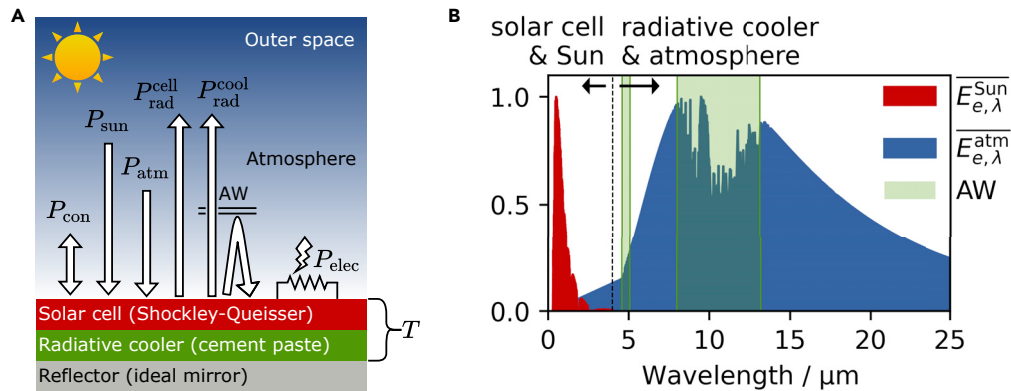 A
Outer space
P_rad^cell
P_rad^cool
P_sun
Atmosphere
P_atm
AW
P_con
P_elec
Solar cell (Shockley-Queisser)
Radiative cooler (cement paste)
T
Reflector (ideal mirror)
B
solar cell radiative cooler
& Sun & atmosphere
1.0
0.5
0.0
E_e,λ^Sun
E_e,λ^atm
AW
0 5 10 15 20 25
Wavelength / μm